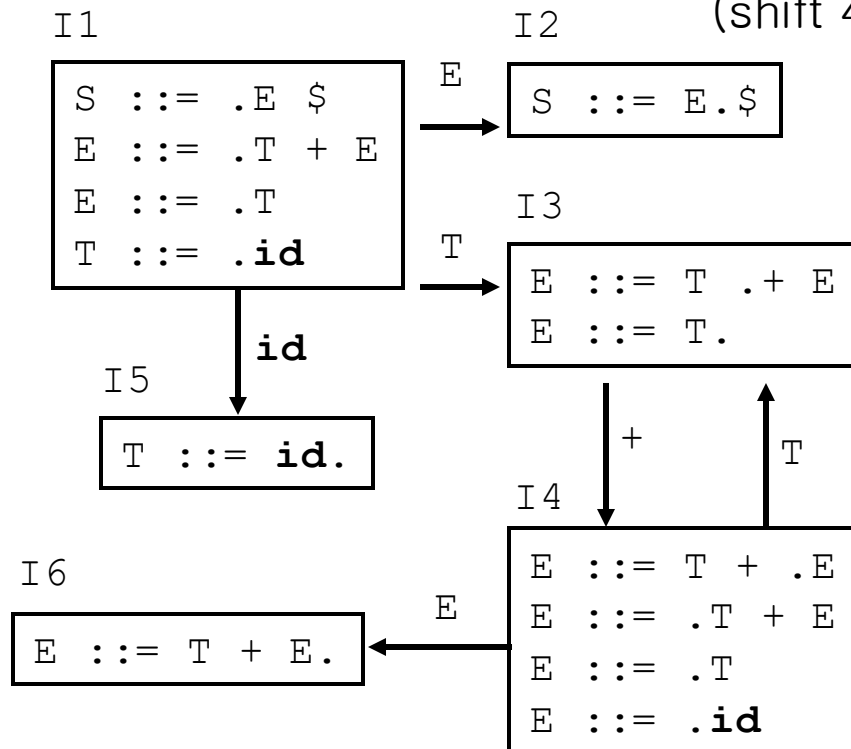 (shift 4
I1
S ::= .E $
E ::= .T + E
E ::= .T
T ::= .id
E
I2
S ::= E.$
T
I3
E ::= T .+ E
E ::= T.
id
I5
T ::= id.
+
T
I4
E ::= T + .E
E ::= .T + E
E ::= .T
E ::= .id
E
I6
E ::= T + E.